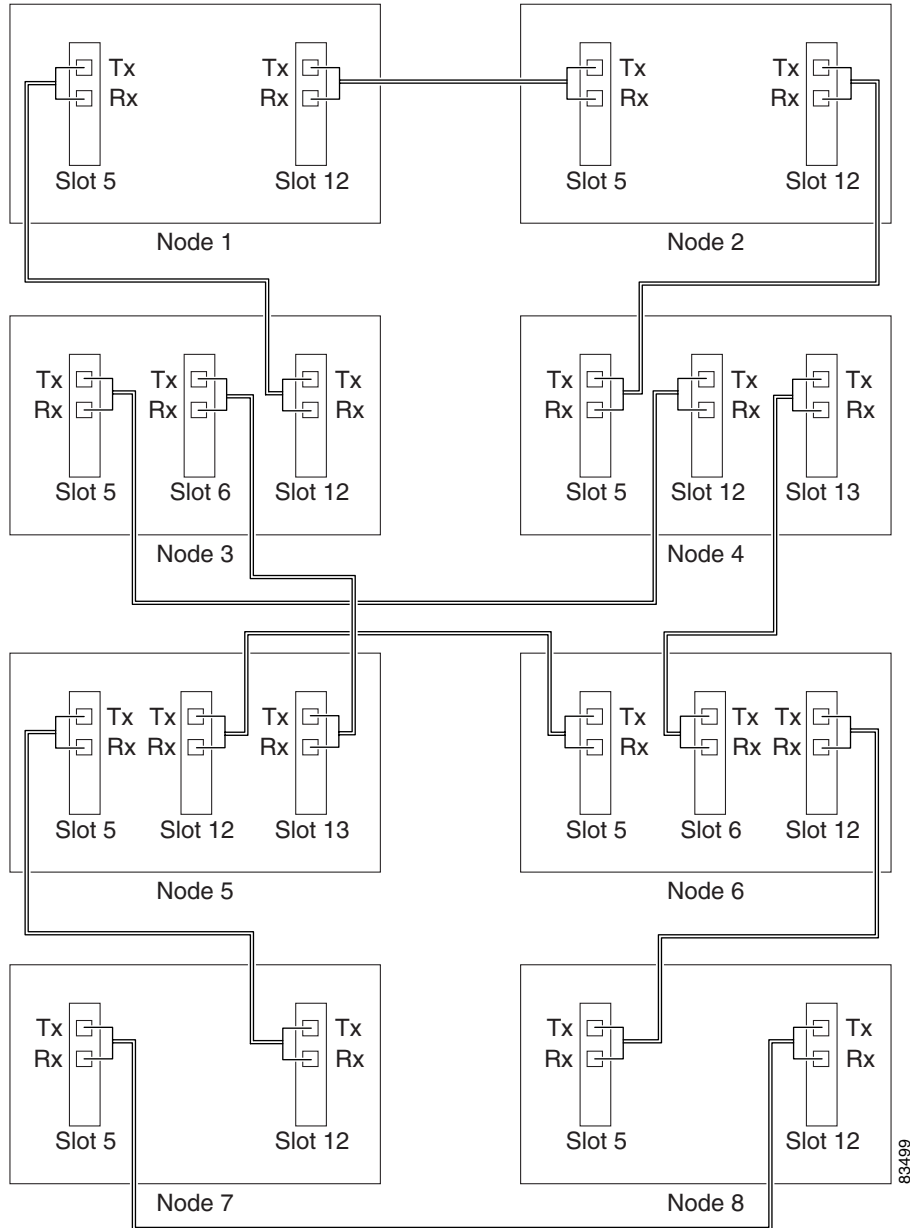 Tx Tx Tx Tx
Rx Rx Rx Rx
Slot 5 Slot 12 Slot 5 Slot 12
Node 1 Node 2
Tx Tx Tx Tx Tx Tx
Rx Rx Rx Rx Rx Rx
Slot 5 Slot 6 Slot 12 Slot 5 Slot 12 Slot 13
Node 3 Node 4
Tx Tx Tx Tx Tx Tx
Rx Rx Rx Rx Rx Rx
Slot 5 Slot 12 Slot 13 Slot 5 Slot 6 Slot 12
Node 5 Node 6
Tx Tx Tx Tx
Rx Rx Rx Rx
Slot 5 Slot 12 Slot 5 Slot 12
Node 7 Node 8
83499